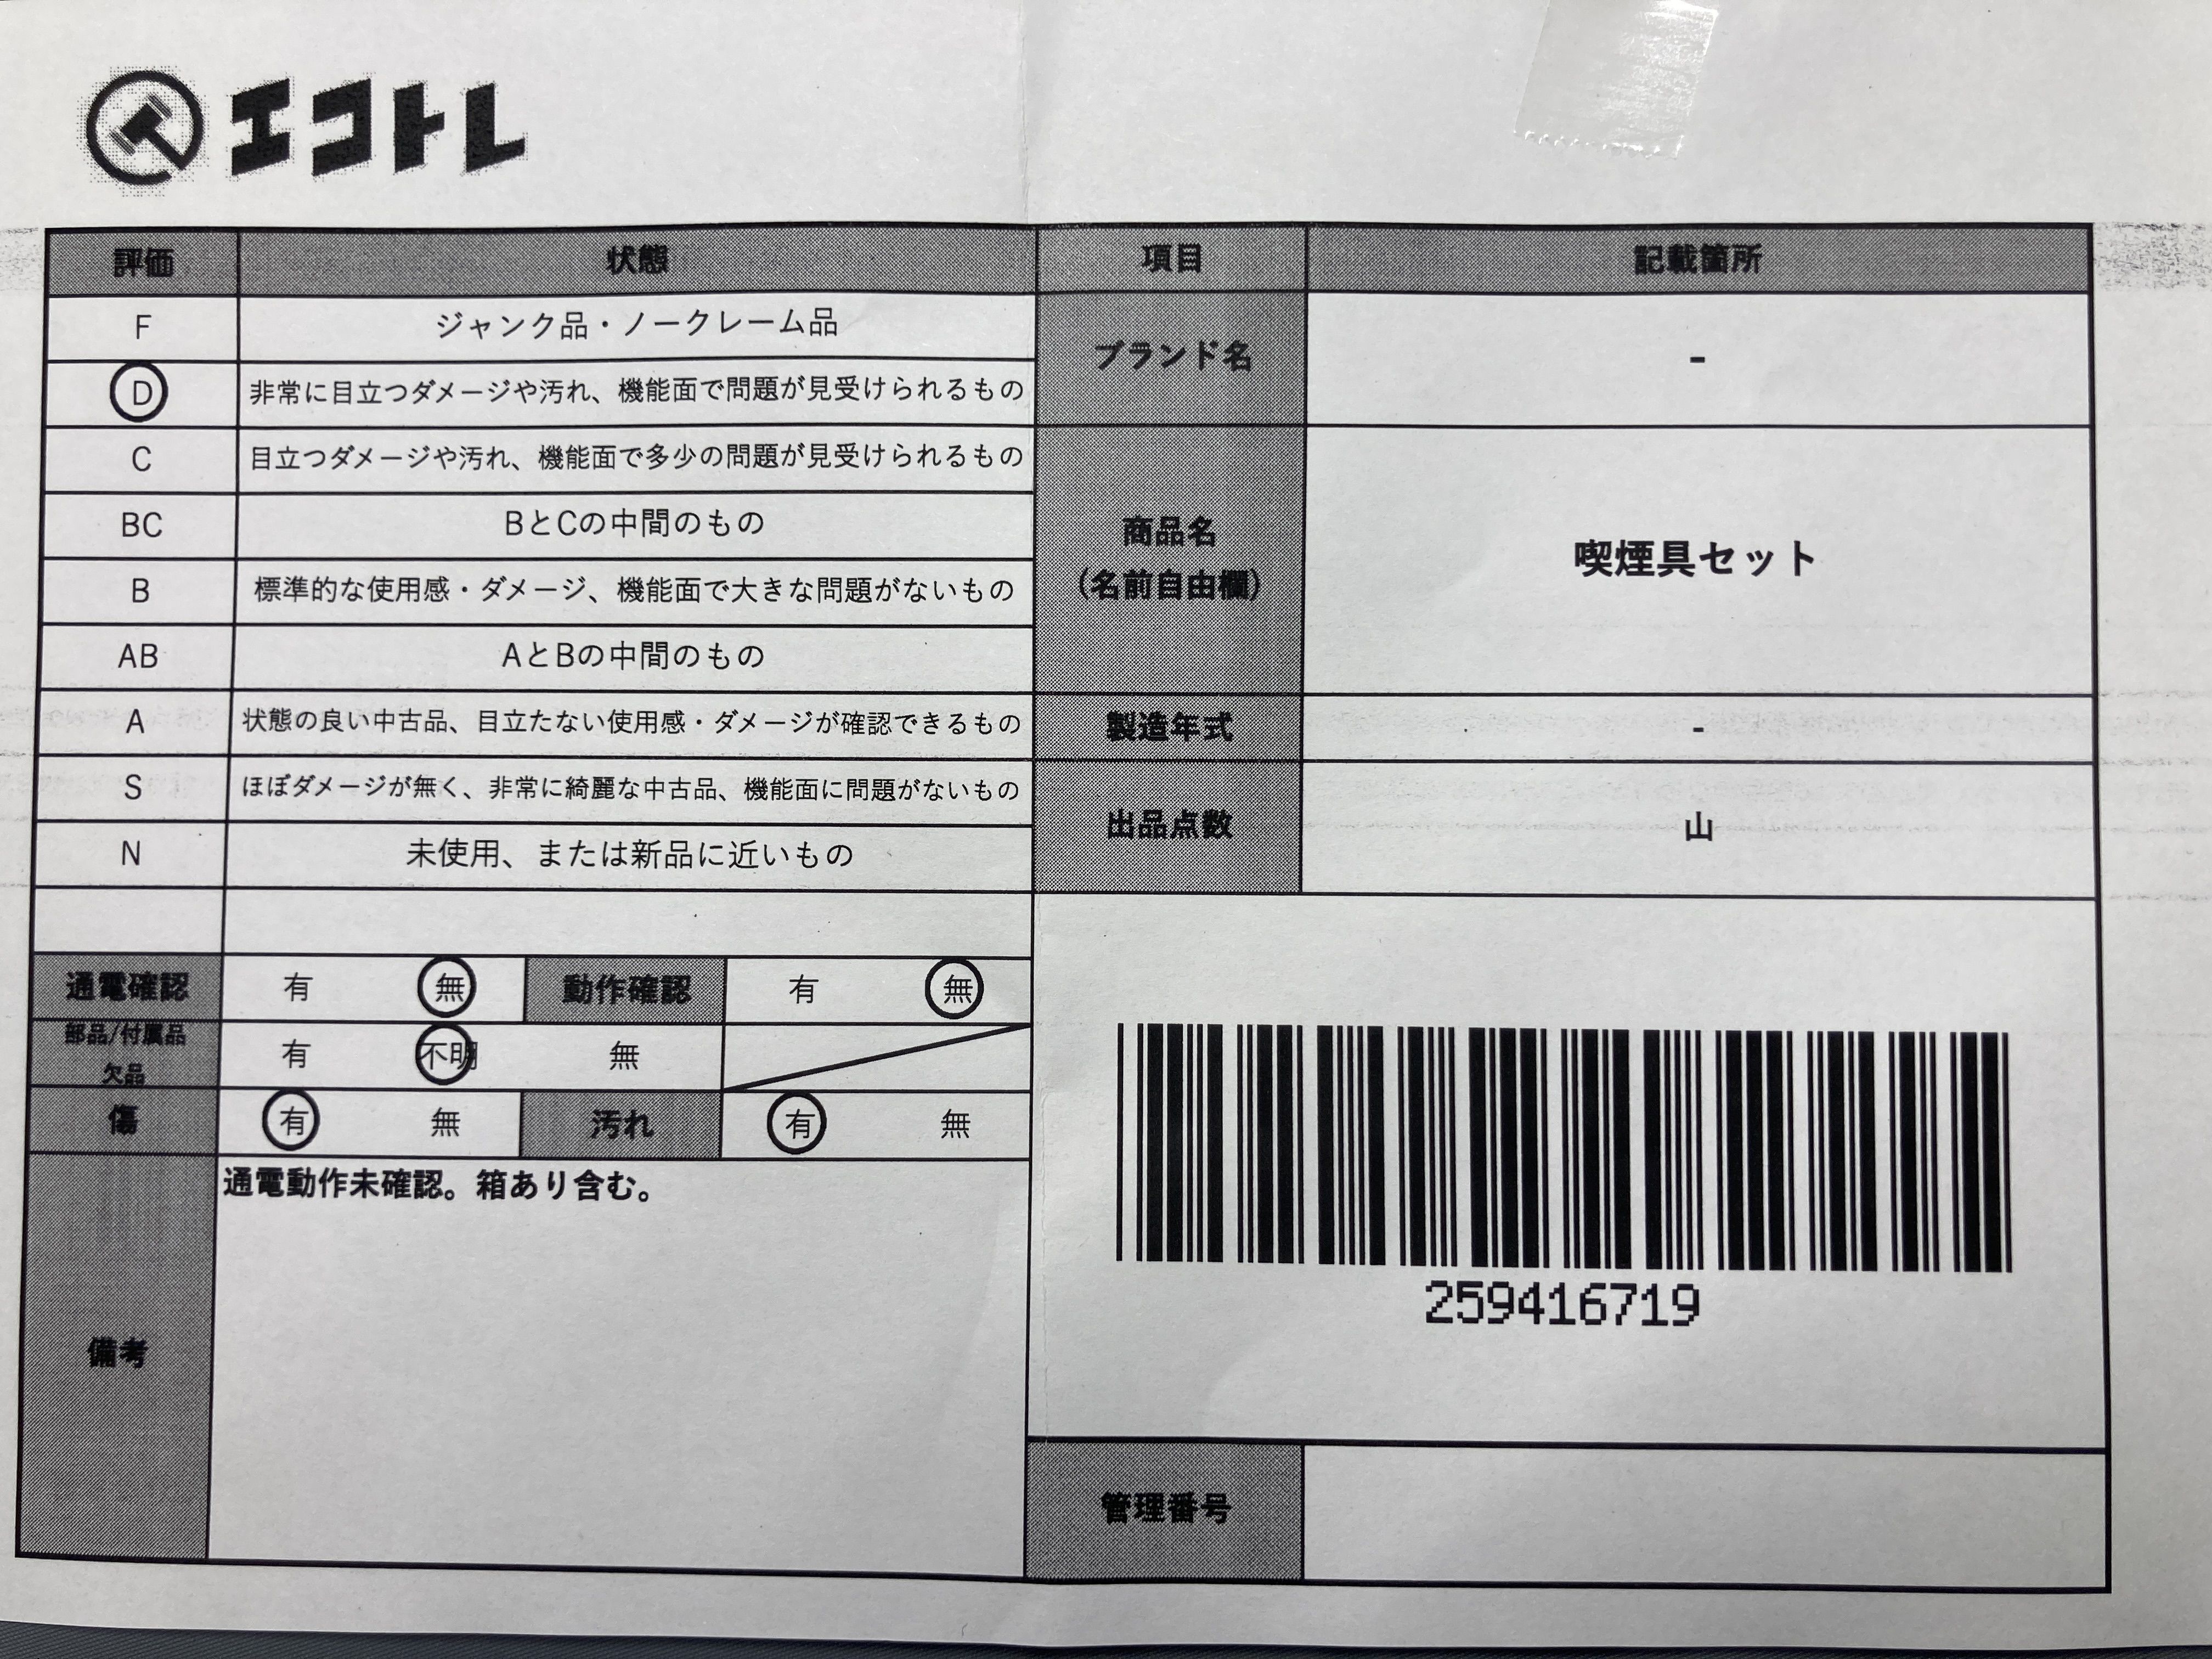 エコトレ
評価 状態 項目 記載箇所
F ジャンク品・ノークレーム品
D 非常に目立つダメージや汚れ、機能面で問題が見受けられるもの
ブランド名 -
C 目立つダメージや汚れ、機能面で多少の問題が見受けられるもの
BC BとCの中間のもの
商品名
(名前自由欄)
喫煙具セット
B 標準的な使用感・ダメージ、機能面で大きな問題がないもの
AB AとBの中間のもの
A 状態の良い中古品、目立たない使用感・ダメージが確認できるもの
製造年式 -
S ほぼダメージが無く、非常に綺麗な中古品、機能面に問題がないもの
出品点数 山
N 未使用、または新品に近いもの
通電確認 有 無 動作確認 有 無
部品/付属品
欠品
有 不明 無
傷 有 無 汚れ 有 無
備考
通電動作未確認。箱あり含む。
259416719
管理番号